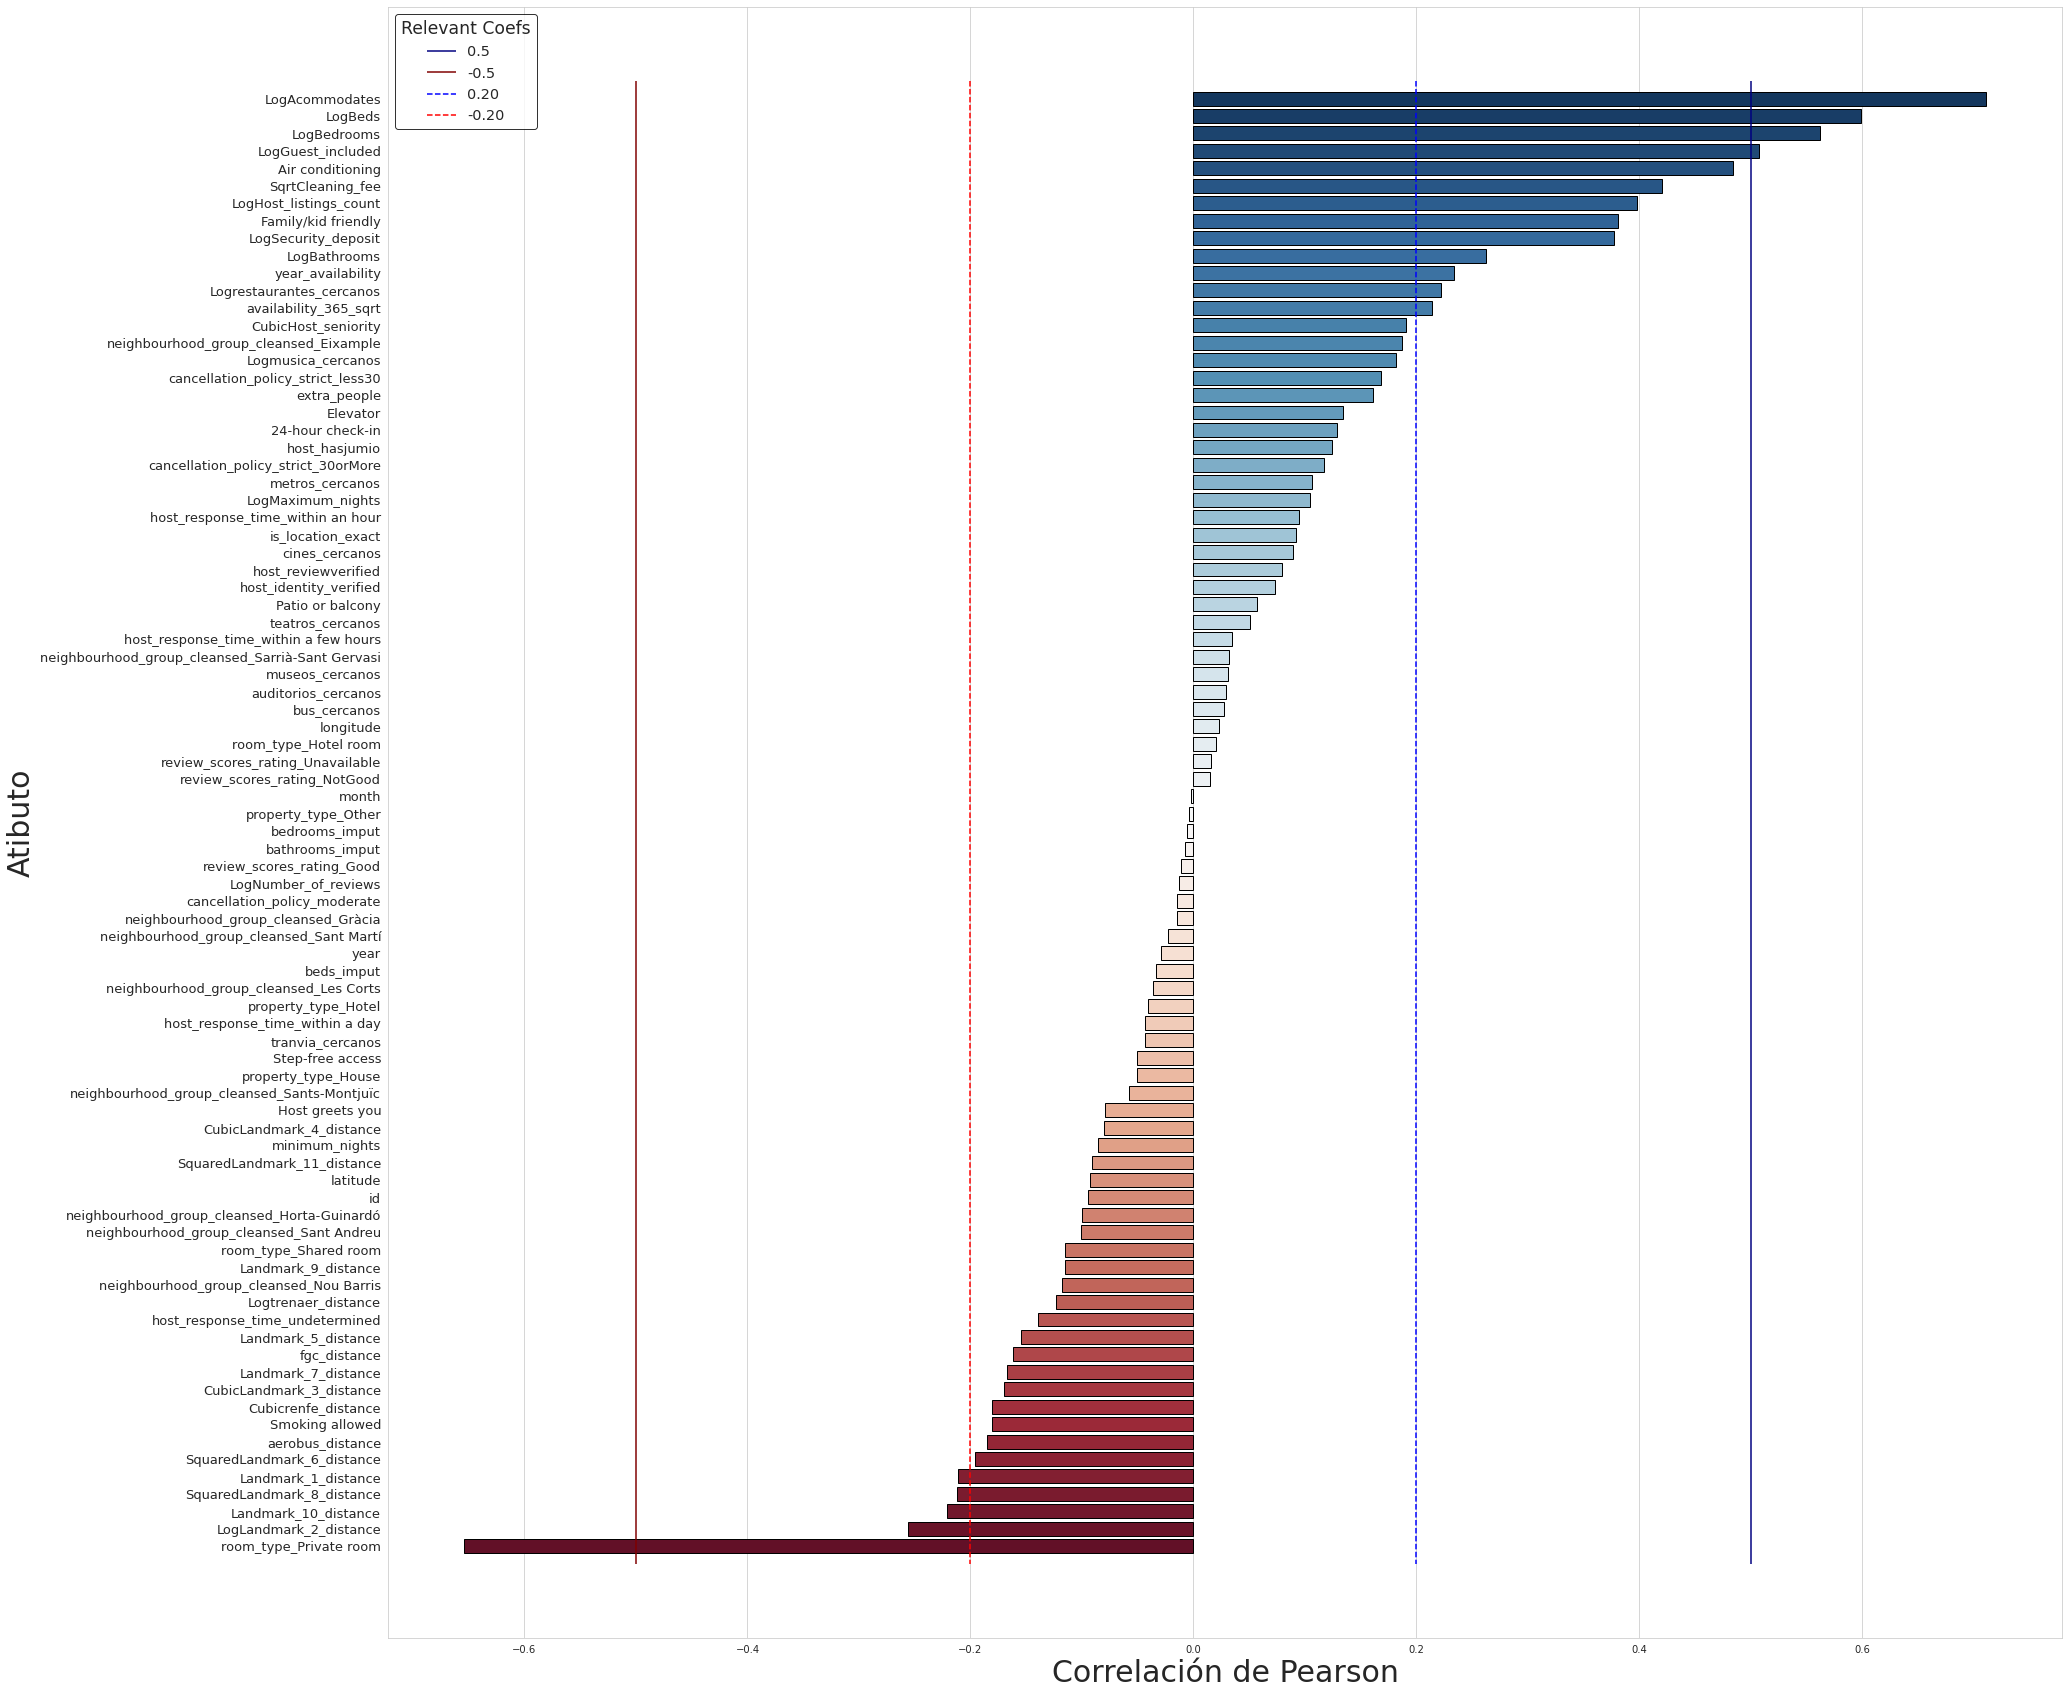 Relevant Coefs
0.5
-0.5
0.20
-0.20
LogAcommodates
LogBeds
LogBedrooms
LogGuest_included
Air conditioning
SqrtCleaning_fee
LogHost_listings_count
Family/kid friendly
LogSecurity_deposit
LogBathrooms
year_availability
Logrestaurantes_cercanos
availability_365_sqrt
CubicHost_seniority
neighbourhood_group_cleansed_Eixample
Logmusica_cercanos
cancellation_policy_strict_less30
extra_people
Elevator
24-hour check-in
host_hasjumio
cancellation_policy_strict_30orMore
metros_cercanos
LogMaximum_nights
host_response_time_within an hour
is_location_exact
cines_cercanos
host_reviewverified
host_identity_verified
Patio or balcony
teatros_cercanos
host_response_time_within a few hours
neighbourhood_group_cleansed_Sarrià-Sant Gervasi
museos_cercanos
auditorios_cercanos
bus_cercanos
longitude
room_type_Hotel room
review_scores_rating_Unavailable
review_scores_rating_NotGood
month
property_type_Other
bedrooms_imput
bathrooms_imput
review_scores_rating_Good
LogNumber_of_reviews
cancellation_policy_moderate
neighbourhood_group_cleansed_Gràcia
neighbourhood_group_cleansed_Sant Martí
year
beds_imput
neighbourhood_group_cleansed_Les Corts
property_type_Hotel
host_response_time_within a day
tranvia_cercanos
Step-free access
property_type_House
neighbourhood_group_cleansed_Sants-Montjuïc
Host greets you
CubicLandmark_4_distance
minimum_nights
SquaredLandmark_11_distance
latitude
id
neighbourhood_group_cleansed_Horta-Guinardó
neighbourhood_group_cleansed_Sant Andreu
room_type_Shared room
Landmark_9_distance
neighbourhood_group_cleansed_Nou Barris
Logtrenaer_distance
host_response_time_undetermined
Landmark_5_distance
fgc_distance
Landmark_7_distance
CubicLandmark_3_distance
Cubicrenfe_distance
Smoking allowed
aerobus_distance
SquaredLandmark_6_distance
Landmark_1_distance
SquaredLandmark_8_distance
Landmark_10_distance
LogLandmark_2_distance
room_type_Private room
Atibuto
−0.6 −0.4 −0.2 0.0 0.2 0.4 0.6
Correlación de Pearson